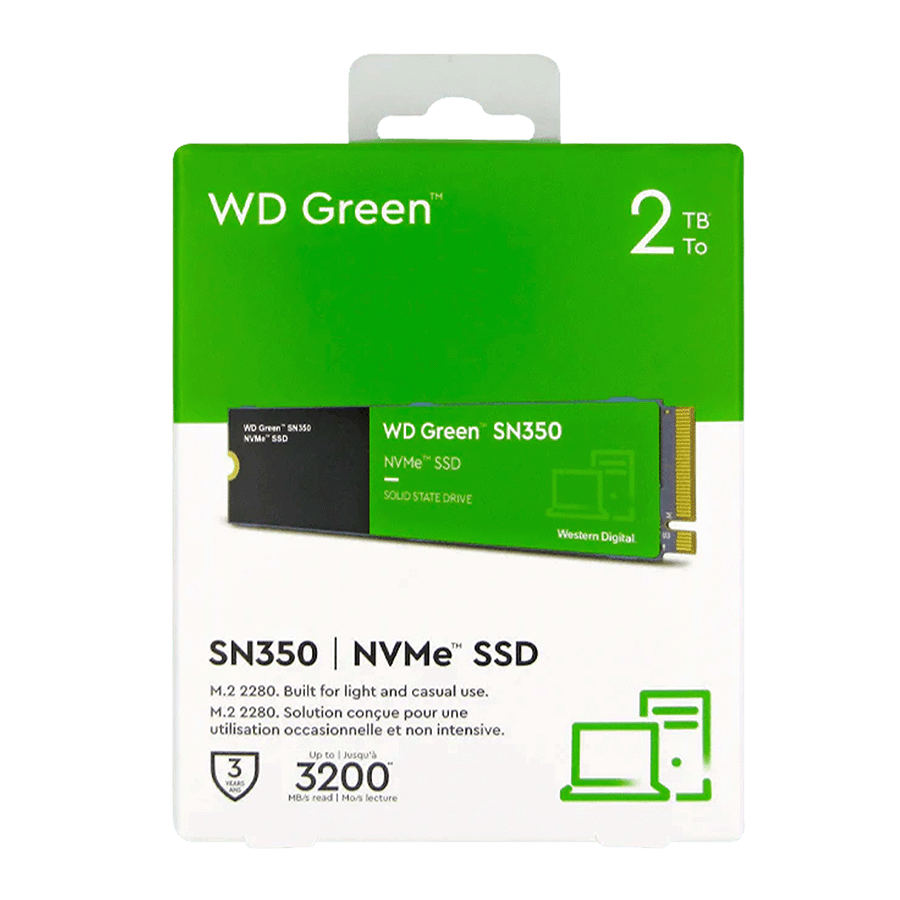 WD Green™
2 TB*
To
WD Green™ SN350
NVMe™ SSD
WD Green™ SN350
NVMe™ SSD
SOLID STATE DRIVE
Western Digital
B M
SN350 | NVMe™ SSD
M.2 2280. Built for light and casual use.
M.2 2280. Solution conçue pour une
utilisation occasionnelle et non intensive.
3
YEARS
ANS
Up to | Jusqu'à
3200**
MB/s read | Mo/s lecture